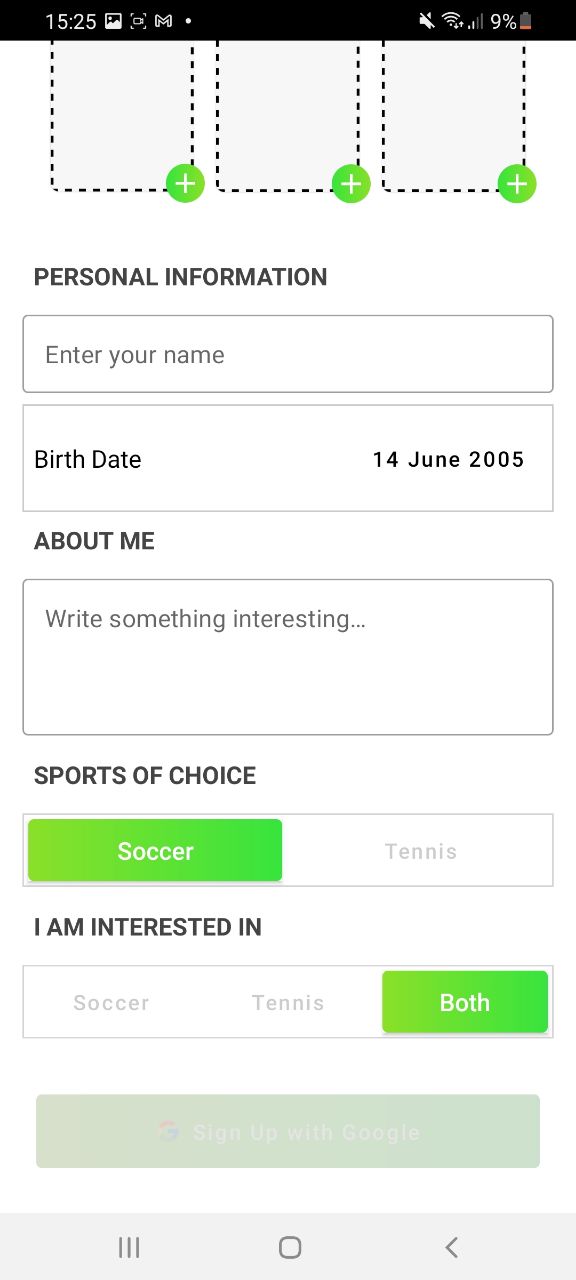 15:25 9%
PERSONAL INFORMATION
Enter your name
Birth Date 14 June 2005
ABOUT ME
Write something interesting...
SPORTS OF CHOICE
Soccer Tennis
I AM INTERESTED IN
Soccer Tennis Both
Sign Up with Google